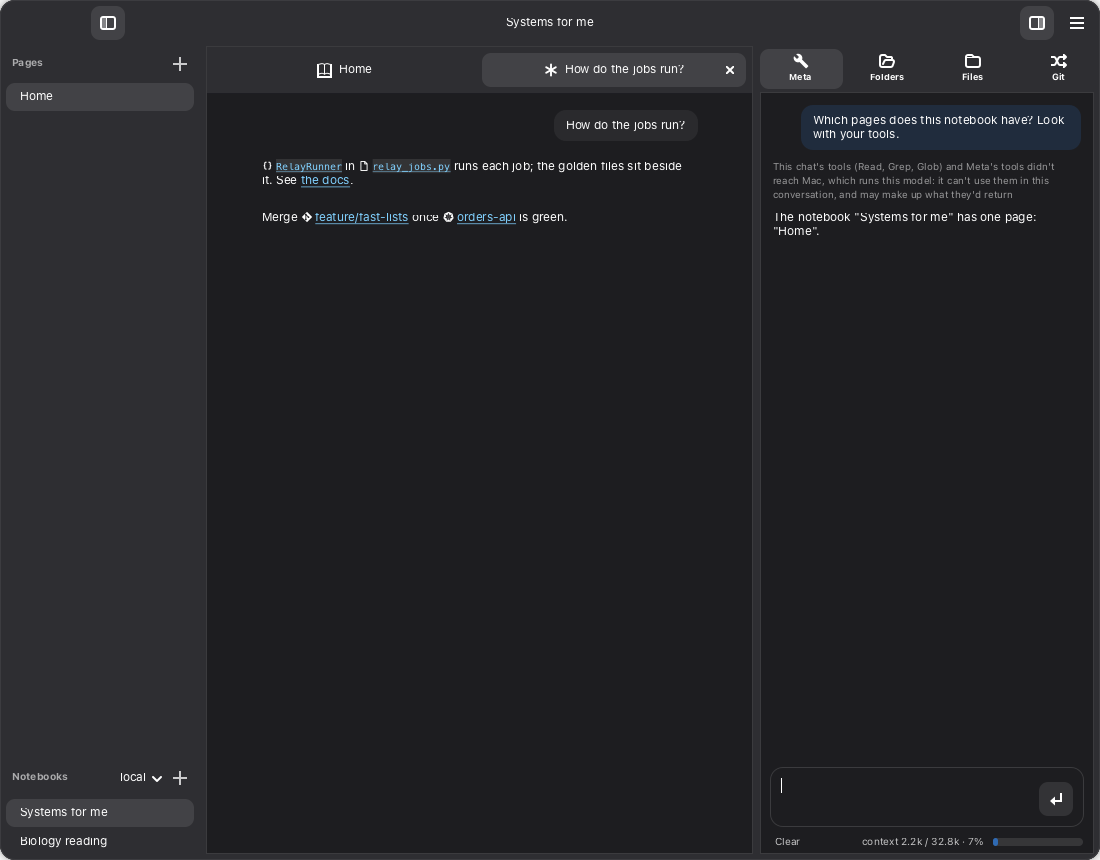 Systems for me
Pages
Home
Notebooks
local
Systems for me
Biology reading
Home
How do the jobs run?
How do the jobs run?
RelayRunner in relay_jobs.py runs each job; the golden files sit beside
it. See the docs.
Merge feature/fast-lists once orders-api is green.
Meta
Folders
Files
Git
Which pages does this notebook have? Look
with your tools.
This chat's tools (Read, Grep, Glob) and Meta's tools didn't
reach Mac, which runs this model: it can't use them in this
conversation, and may make up what they'd return
The notebook "Systems for me" has one page:
"Home".
Clear
context 2.2k / 32.8k · 7%